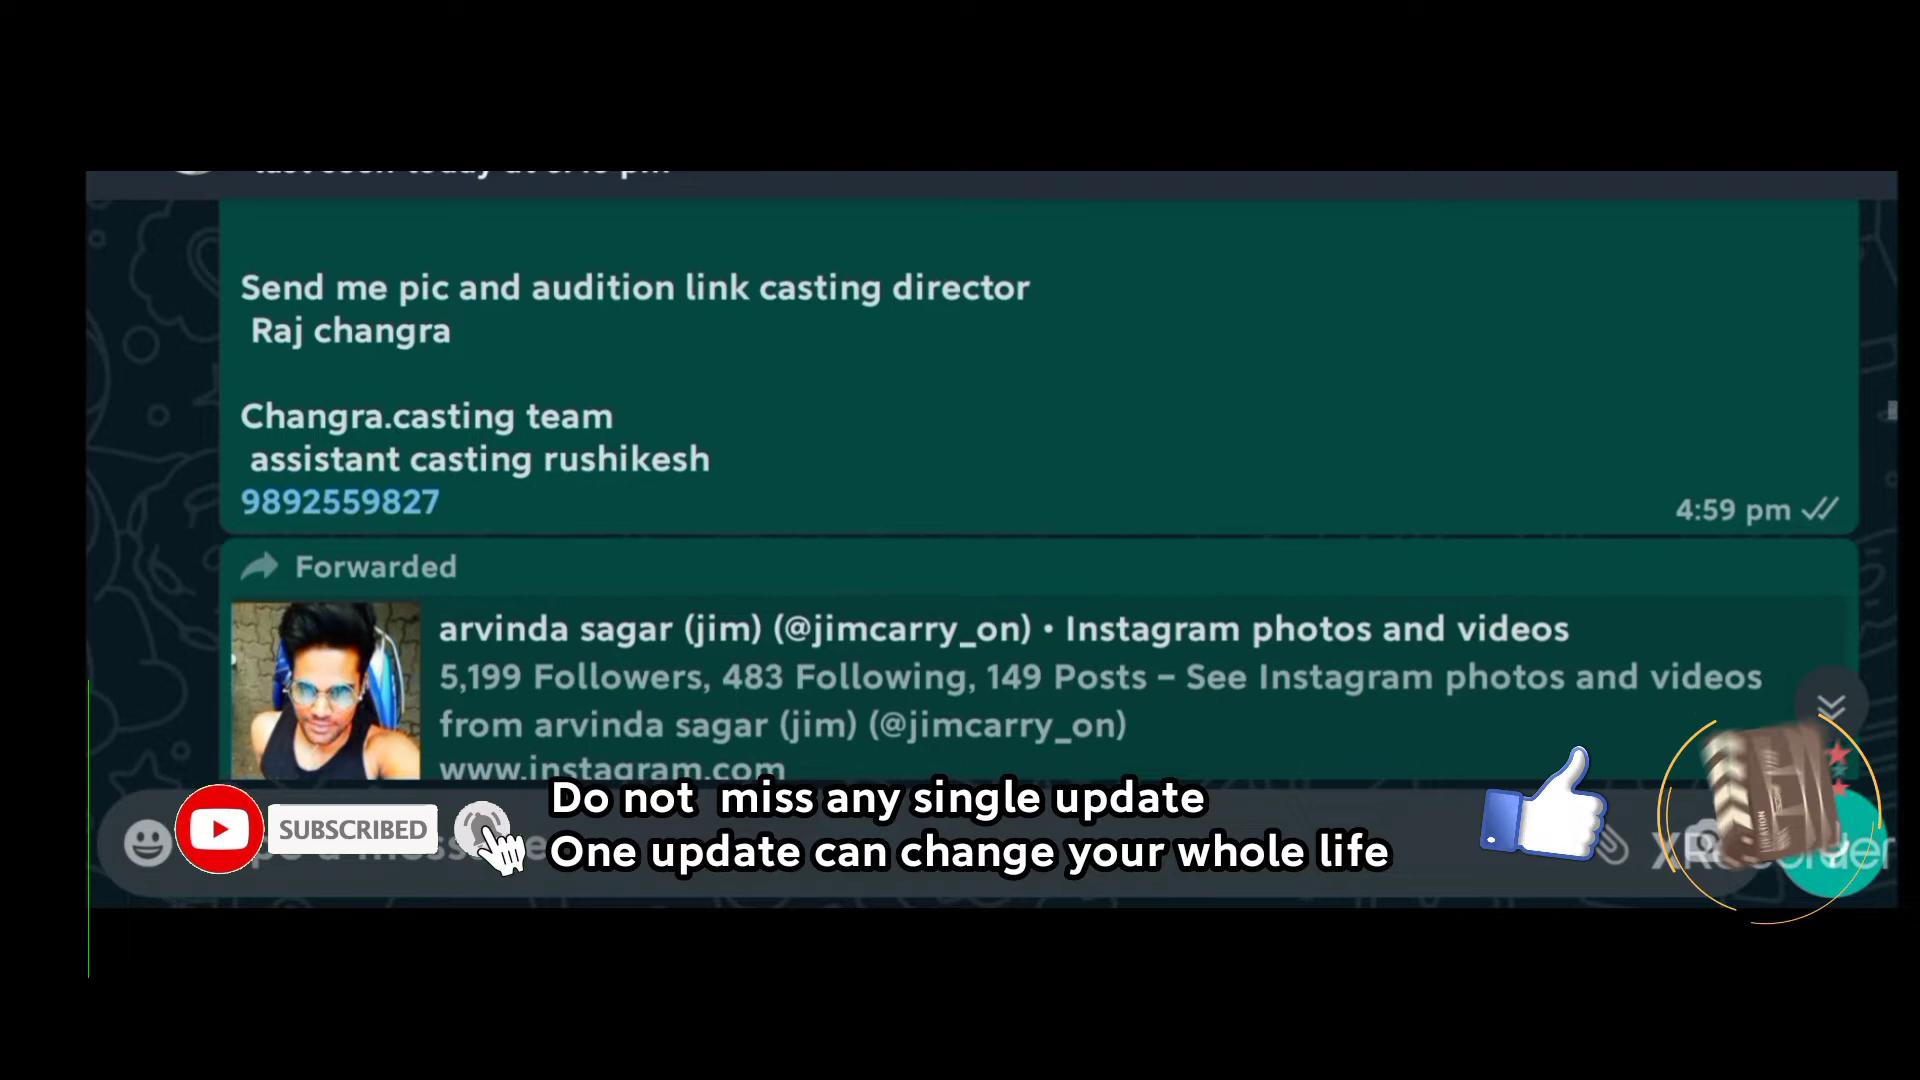 Send me pic and audition link casting director
Raj changra
Changra.casting team
assistant casting rushikesh
9892559827
4:59 pm
Forwarded
arvinda sagar (jim) (@jimcarry_on) • Instagram photos and videos
5,199 Followers, 483 Following, 149 Posts – See Instagram photos and videos
from arvinda sagar (jim) (@jimcarry_on)
www.instagram.com
SUBSCRIBED
Do not miss any single update
One update can change your whole life